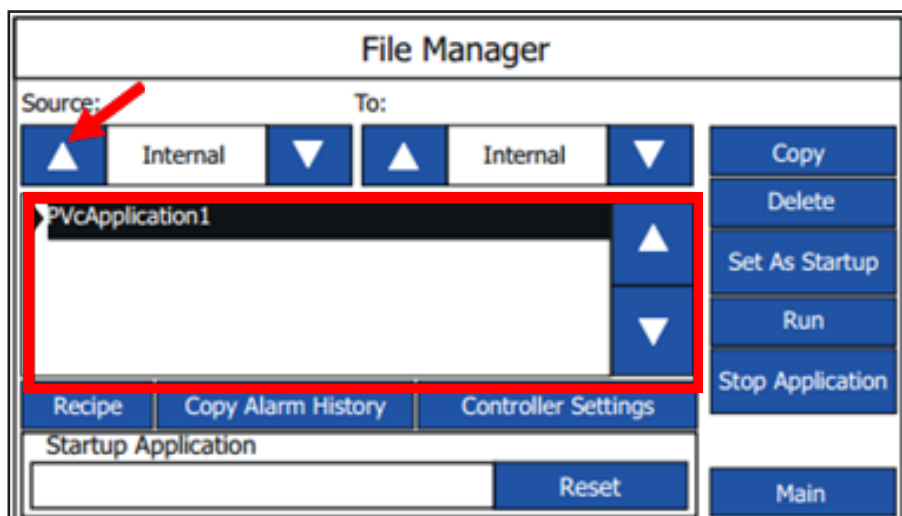 File Manager
Source: To:
Internal Internal Copy
PVcApplication1 Delete
Set As Startup
Run
Stop Application
Recipe Copy Alarm History Controller Settings
Startup Application
Reset Main